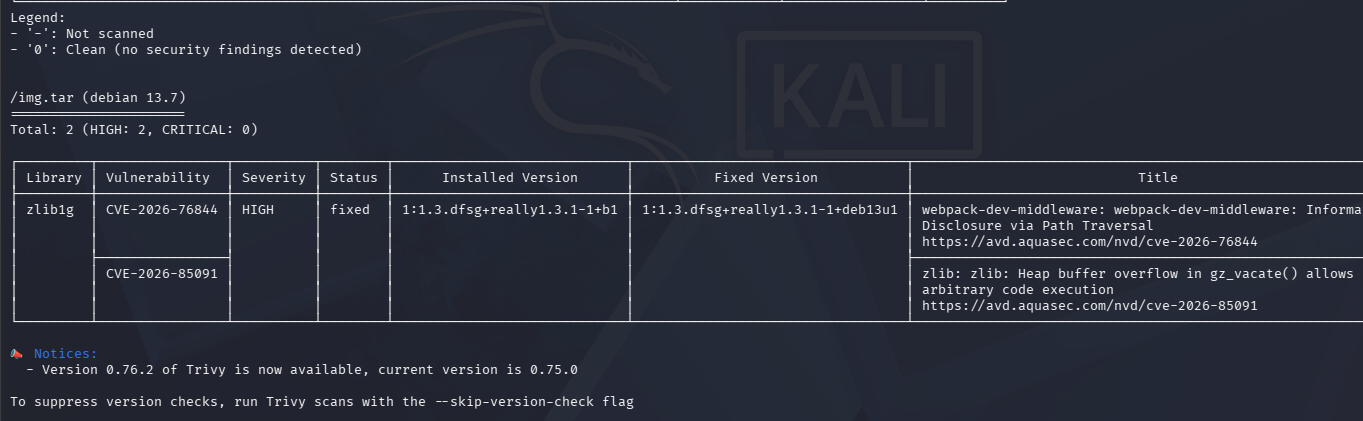 Legend:
- '-': Not scanned
- '0': Clean (no security findings detected)
KALI
/img.tar (debian 13.7)
Total: 2 (HIGH: 2, CRITICAL: 0)
Library Vulnerability Severity Status Installed Version Fixed Version Title
zlib1g CVE-2026-76844 HIGH fixed 1:1.3.dfsg+really1.3.1-1+b1 1:1.3.dfsg+really1.3.1-1+deb13u1 webpack-dev-middleware: webpack-dev-middleware: Informa
Disclosure via Path Traversal
https://avd.aquasec.com/nvd/cve-2026-76844
CVE-2026-85091 zlib: zlib: Heap buffer overflow in gz_vacate() allows
arbitrary code execution
https://avd.aquasec.com/nvd/cve-2026-85091
📣 Notices:
- Version 0.76.2 of Trivy is now available, current version is 0.75.0
To suppress version checks, run Trivy scans with the --skip-version-check flag